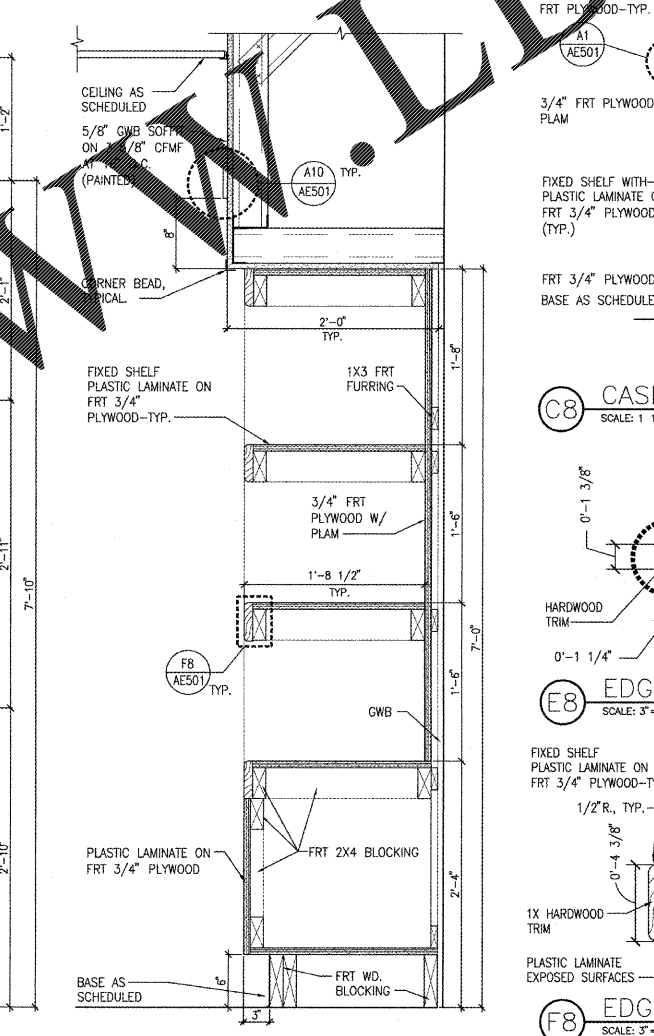 WWW.LL
1'-2"
2'-1"
2'-11"
7'-10"
2'-10"
CEILING AS
SCHEDULED
5/8" GWB
ON
(PAINTED)
A10
AE501
TYP.
8"
CORNER BEAD,
TYPICAL.
2'-0"
TYP.
FIXED SHELF
PLASTIC LAMINATE ON
FRT 3/4"
PLYWOOD-TYP.
1X3 FRT
FURRING
1'-8"
3/4" FRT
PLYWOOD W/
PLAM
1'-6"
1'-8 1/2"
TYP.
7'-0"
F8
AE501
TYP.
1'-6"
GWB
PLASTIC LAMINATE ON
FRT 3/4" PLYWOOD
FRT 2X4 BLOCKING
2'-4"
BASE AS
SCHEDULED
6"
3"
FRT WD.
BLOCKING
FRT PLYWOOD-TYP.
A1
AE501
3/4" FRT PLYWOOD
PLAM
FIXED SHELF WITH
PLASTIC LAMINATE
FRT 3/4" PLYWOOD
(TYP.)
FRT 3/4" PLYWOOD
BASE AS SCHEDULE
C8
CAS
SCALE: 1
0'-1 3/8"
HARDWOOD
TRIM
0'-1 1/4"
E8
EDG
SCALE: 3"=
FIXED SHELF
PLASTIC LAMINATE ON
FRT 3/4" PLYWOOD-T
1/2"R., TYP.
0'-4 3/8"
1X HARDWOOD
TRIM
PLASTIC LAMINATE
EXPOSED SURFACES
F8
EDG
SCALE: 3"=